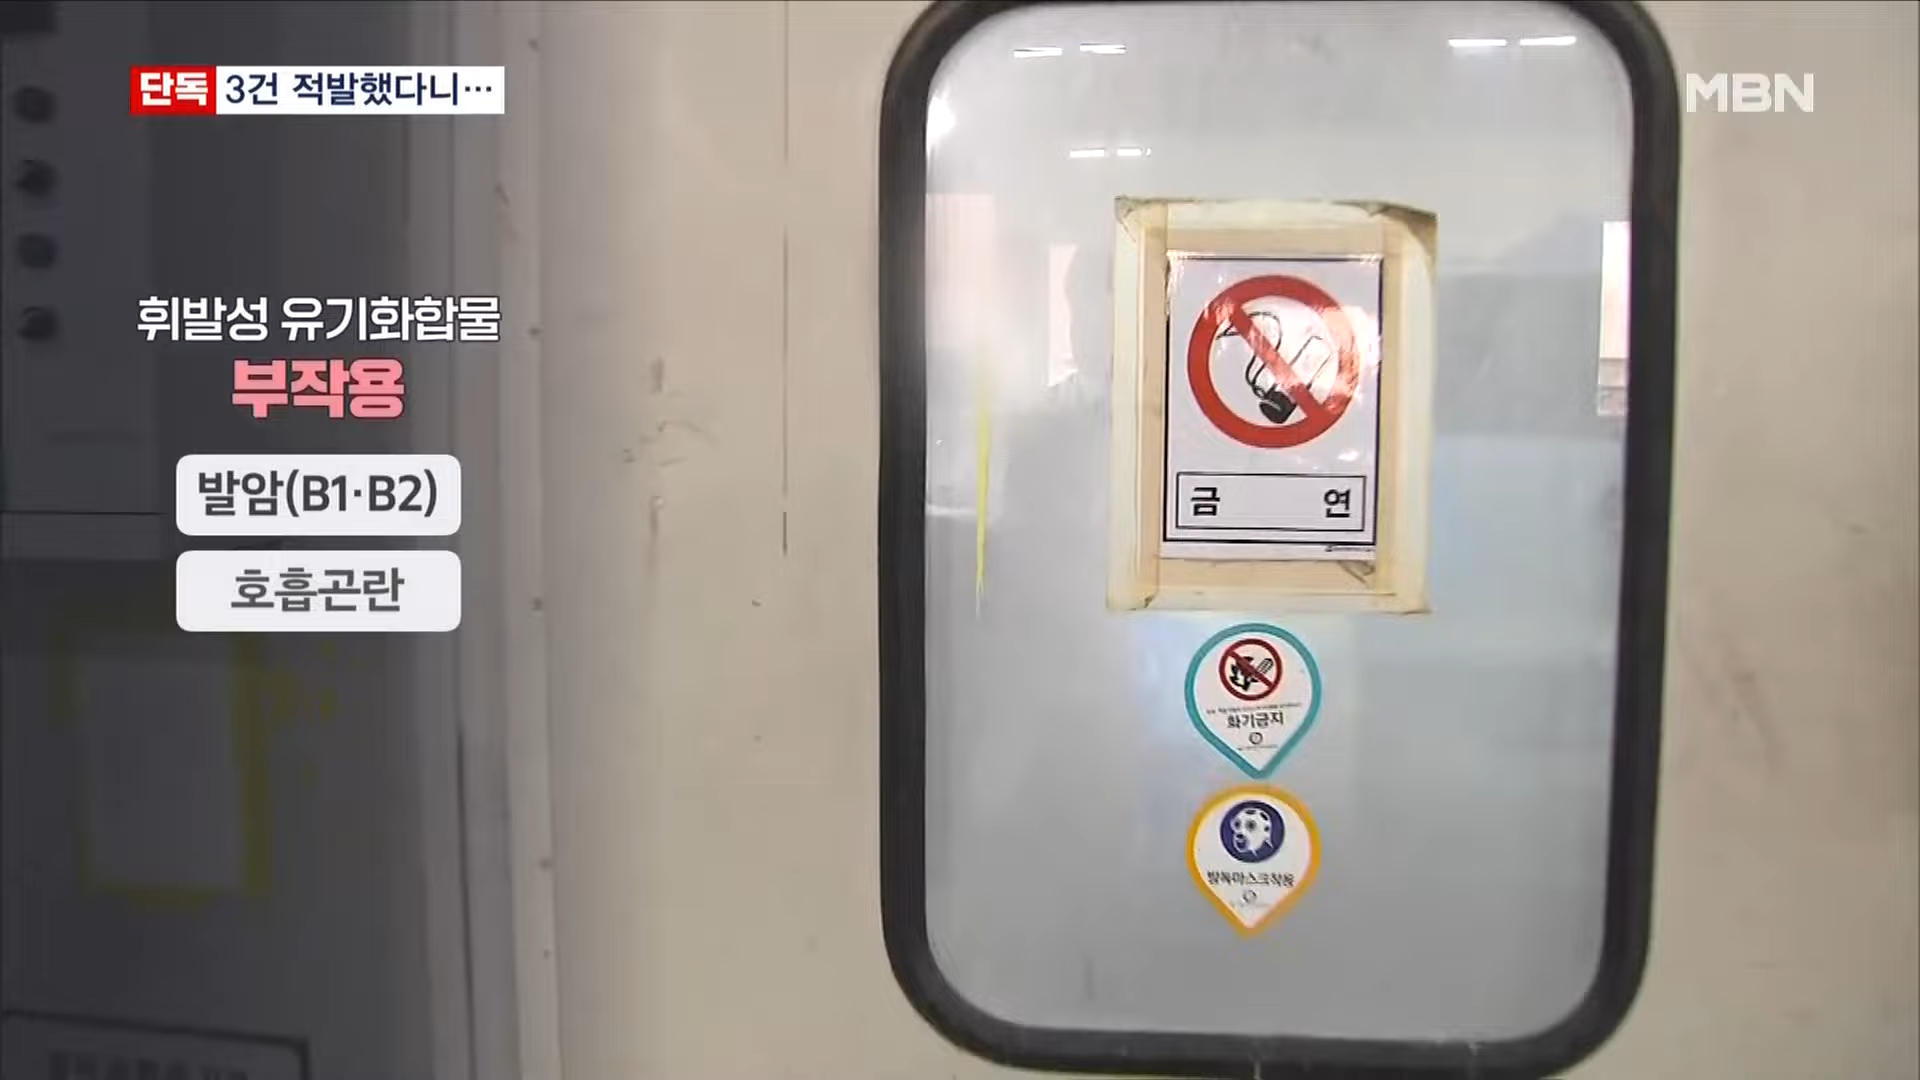 단독 3건 적발했다니…
MBN
휘발성 유기화합물
부작용
발암(B1·B2)
호흡곤란
금 연
화기금지
방독마스크착용